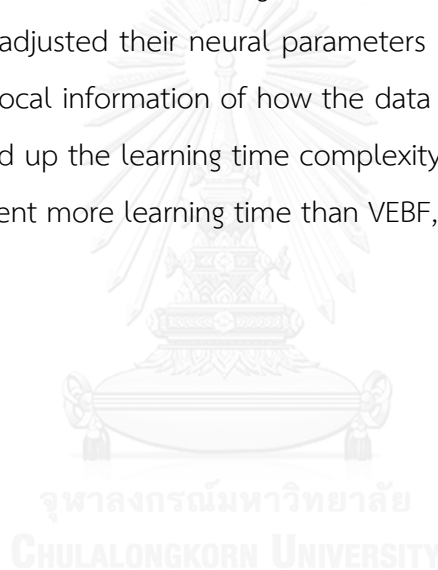 adjusted their neural parameters
ocal information of how the data
d up the learning time complexity
ent more learning time than VEBF,
จุฬาลงกรณ์มหาวิทยาลัย
CHULALONGKORN UNIVERSITY